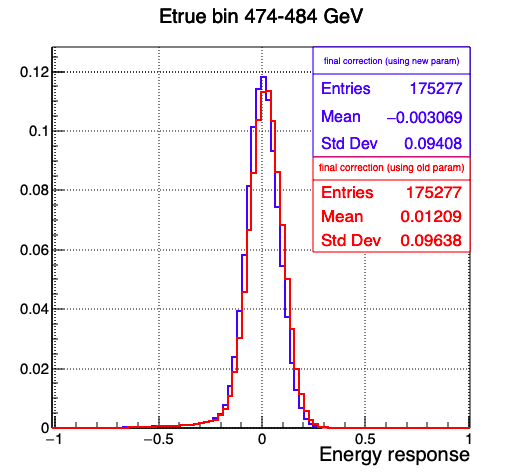 Etrue bin 474-484 GeV
final correction (using new param)
Entries 175277
Mean −0.003069
Std Dev 0.09408
final correction (using old param)
Entries 175277
Mean 0.01209
Std Dev 0.09638
0.12
0.1
0.08
0.06
0.04
0.02
0
−1 −0.5 0 0.5 1
Energy response